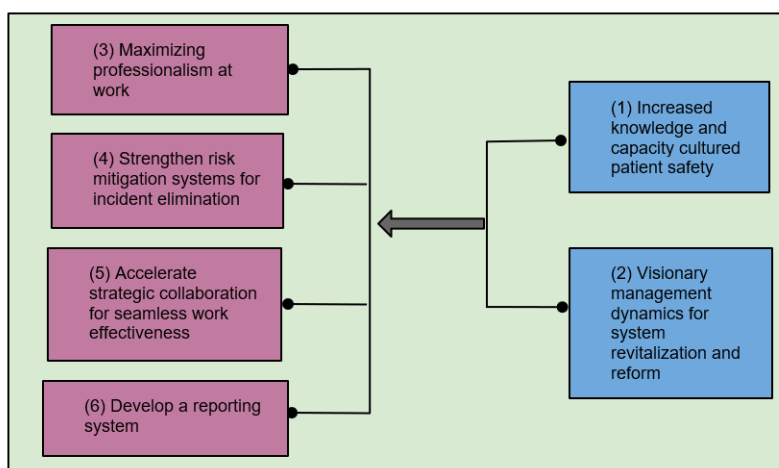 (3) Maximizing
professionalism at
work
(4) Strengthen risk
mitigation systems for
incident elimination
(5) Accelerate
strategic collaboration
for seamless work
effectiveness
(6) Develop a reporting
system
(1) Increased
knowledge and
capacity cultured
patient safety
(2) Visionary
management
dynamics for
system
revitalization and
reform